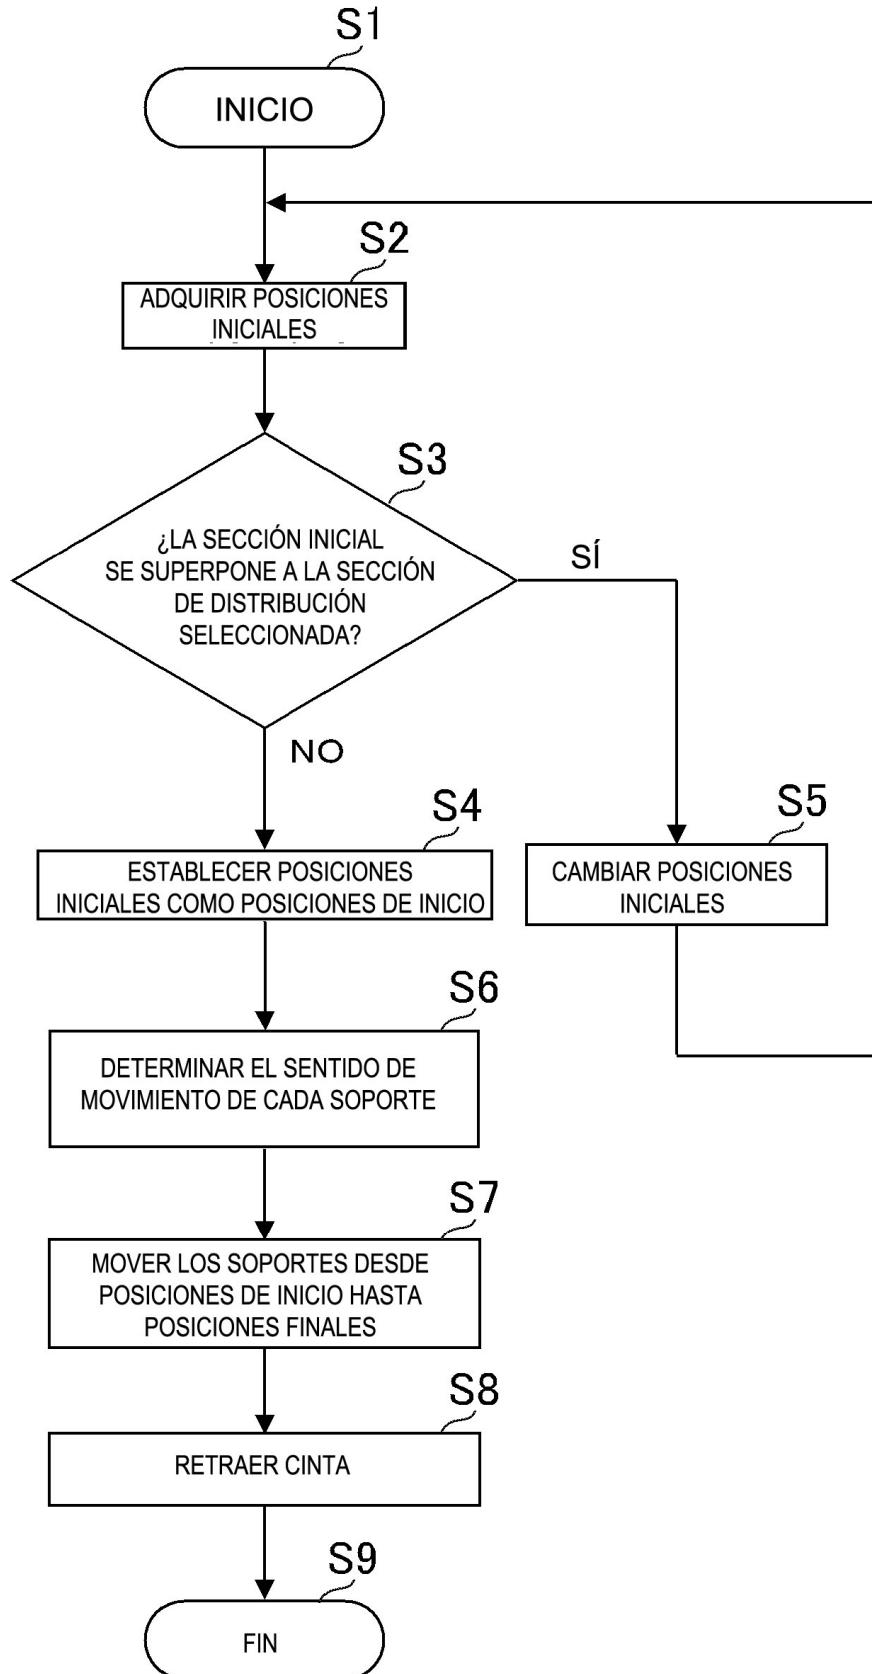 S1
INICIO
S2
ADQUIRIR POSICIONES
INICIALES
S3
¿LA SECCIÓN INICIAL
SE SUPERPONE A LA SECCIÓN
DE DISTRIBUCIÓN
SELECCIONADA?
SÍ
NO
S4
ESTABLECER POSICIONES
INICIALES COMO POSICIONES DE INICIO
S5
CAMBIAR POSICIONES
INICIALES
S6
DETERMINAR EL SENTIDO DE
MOVIMIENTO DE CADA SOPORTE
S7
MOVER LOS SOPORTES DESDE
POSICIONES DE INICIO HASTA
POSICIONES FINALES
S8
RETRAER CINTA
S9
FIN